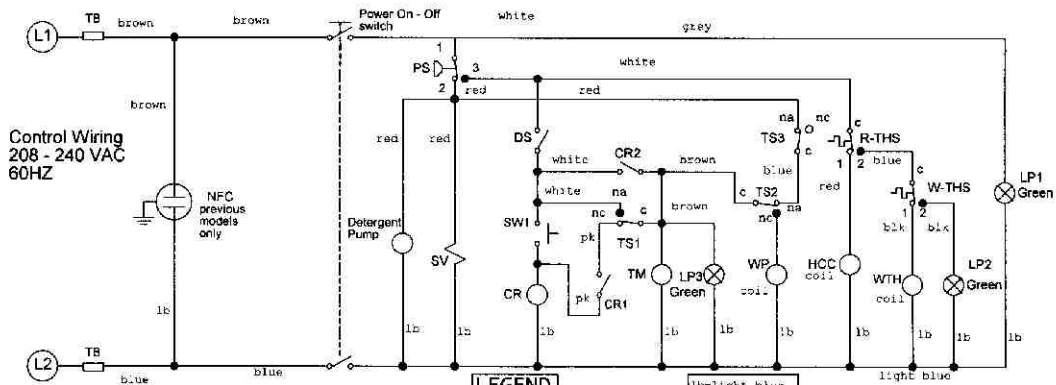 L1
TB
brown
brown
Power On - Off
switch
white
grey
1
PS
3
2
red
white
red
brown
Control Wiring
208 - 240 VAC
60HZ
red
red
DS
na
nc
TS3
c
c
R-THS
1
2
blue
white
CR2
brown
blue
red
c
W-THS
LP1
Green
NFC
previous
models
only
white
na
c
TS2
na
nc
brown
1
2
blk
blk
Detergent
Pump
SW1
nc
c
TS1
pk
SV
TM
LP3
Green
WP
coil
HCC
coil
WTH
coil
LP2
Green
CR
pk
CR1
lb
lb
lb
lb
lb
lb
lb
lb
lb
lb
lb
L2
TB
blue
blue
LEGEND
lb=light blue
light blue